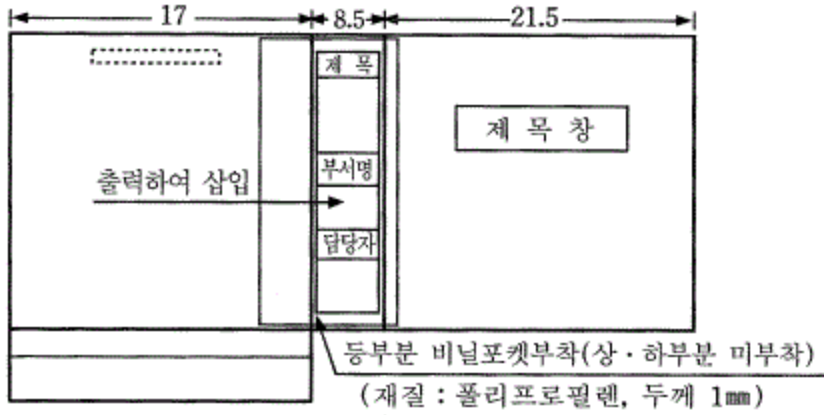 17 8.5 21.5
제 목
제 목 창
부서명
출력하여 삽입
담당자
등부분 비닐포켓부착(상 · 하부분 미부착)
(재질 : 폴리프로필렌, 두께 1㎜)